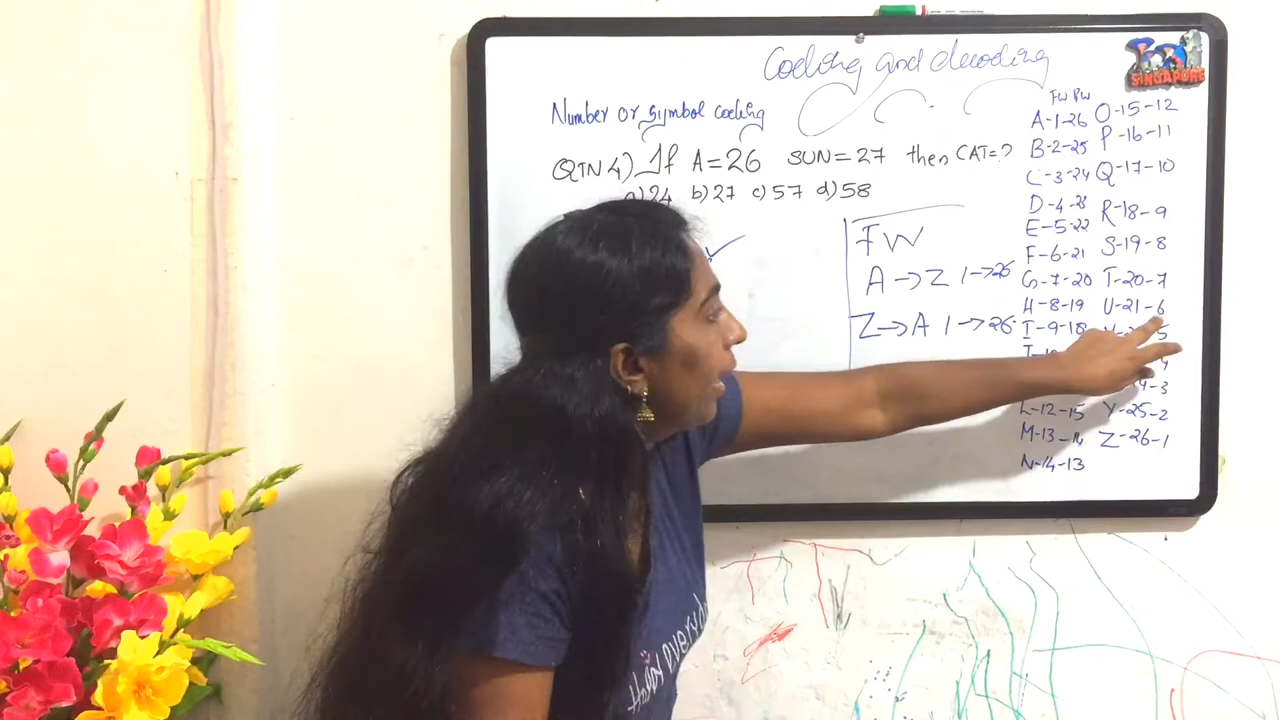 Coding and decoding
SINGAPORE
Number or symbol coding
QTN 4) If A=26 SUN=27 then CAT=?
a) 24 b) 27 c) 57 d) 58
FW
A → Z 1 → 26
Z → A 1 → 26
FW BW
A-1-26
B-2-25
C-3-24
D-4-23
E-5-22
F-6-21
G-7-20
H-8-19
I-9-18
L-12-15
M-13-14
N-14-13
O-15-12
P-16-11
Q-17-10
R-18-9
S-19-8
T-20-7
U-21-6
Y-25-2
Z-26-1